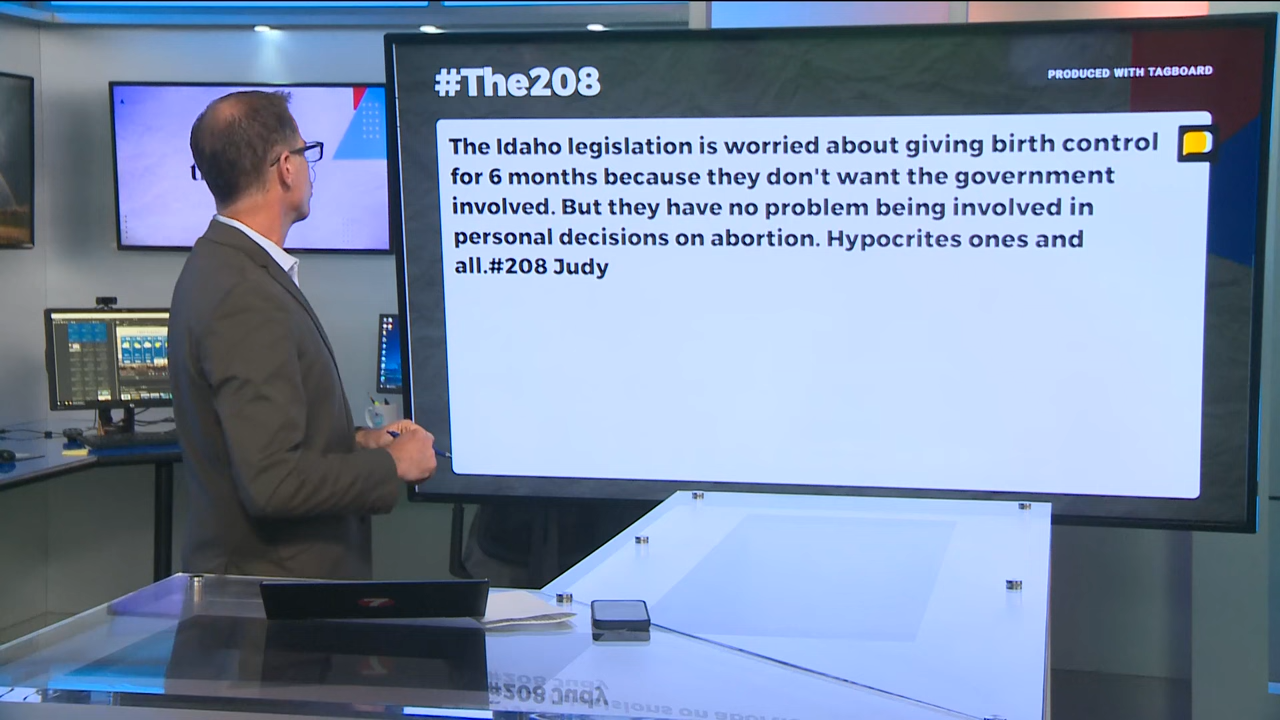 #The208
PRODUCED WITH TAGBOARD
The Idaho legislation is worried about giving birth control
for 6 months because they don't want the government
involved. But they have no problem being involved in
personal decisions on abortion. Hypocrites ones and
all.#208 Judy
7